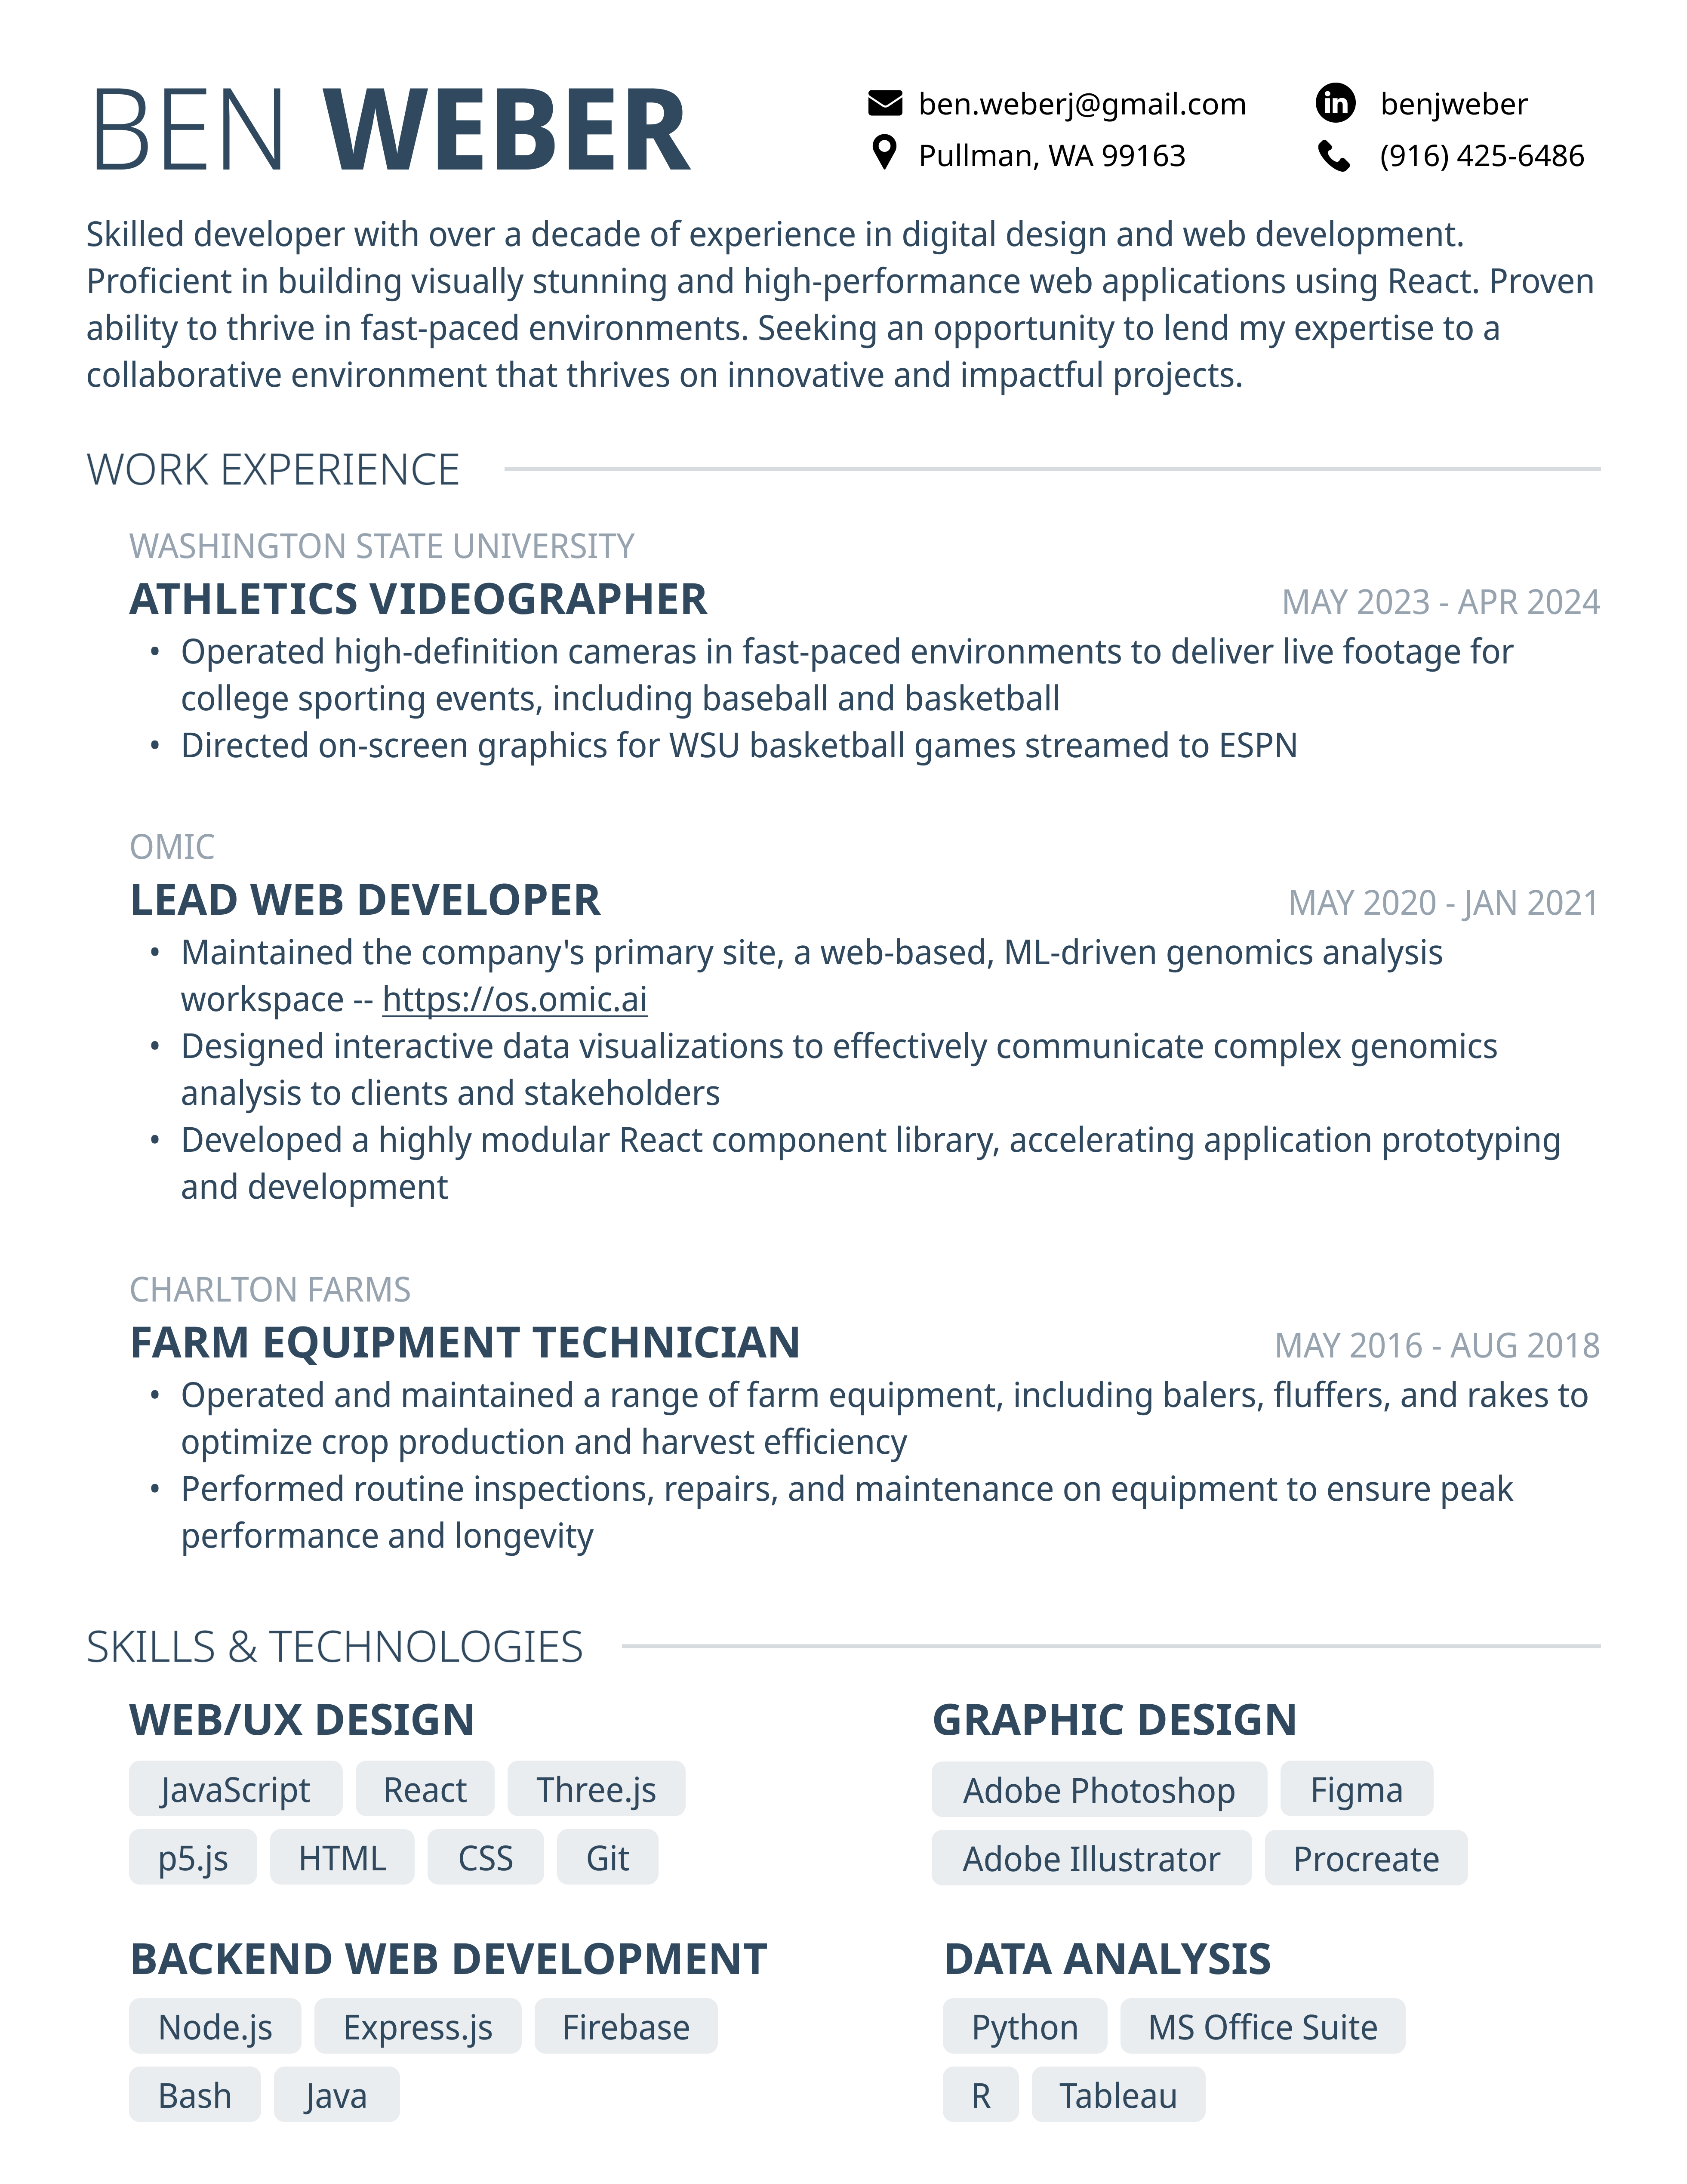 BEN WEBER
ben.weberj@gmail.com
benjweber
Pullman, WA 99163
(916) 425-6486
Skilled developer with over a decade of experience in digital design and web development.
Proficient in building visually stunning and high-performance web applications using React. Proven
ability to thrive in fast-paced environments. Seeking an opportunity to lend my expertise to a
collaborative environment that thrives on innovative and impactful projects.
WORK EXPERIENCE
WASHINGTON STATE UNIVERSITY
ATHLETICS VIDEOGRAPHER
MAY 2023 - APR 2024
• Operated high-definition cameras in fast-paced environments to deliver live footage for
college sporting events, including baseball and basketball
• Directed on-screen graphics for WSU basketball games streamed to ESPN
OMIC
LEAD WEB DEVELOPER
MAY 2020 - JAN 2021
• Maintained the company's primary site, a web-based, ML-driven genomics analysis
workspace -- https://os.omic.ai
• Designed interactive data visualizations to effectively communicate complex genomics
analysis to clients and stakeholders
• Developed a highly modular React component library, accelerating application prototyping
and development
CHARLTON FARMS
FARM EQUIPMENT TECHNICIAN
MAY 2016 - AUG 2018
• Operated and maintained a range of farm equipment, including balers, fluffers, and rakes to
optimize crop production and harvest efficiency
• Performed routine inspections, repairs, and maintenance on equipment to ensure peak
performance and longevity
SKILLS & TECHNOLOGIES
WEB/UX DESIGN
JavaScript React Three.js
p5.js HTML CSS Git
GRAPHIC DESIGN
Adobe Photoshop Figma
Adobe Illustrator Procreate
BACKEND WEB DEVELOPMENT
Node.js Express.js Firebase
Bash Java
DATA ANALYSIS
Python MS Office Suite
R Tableau